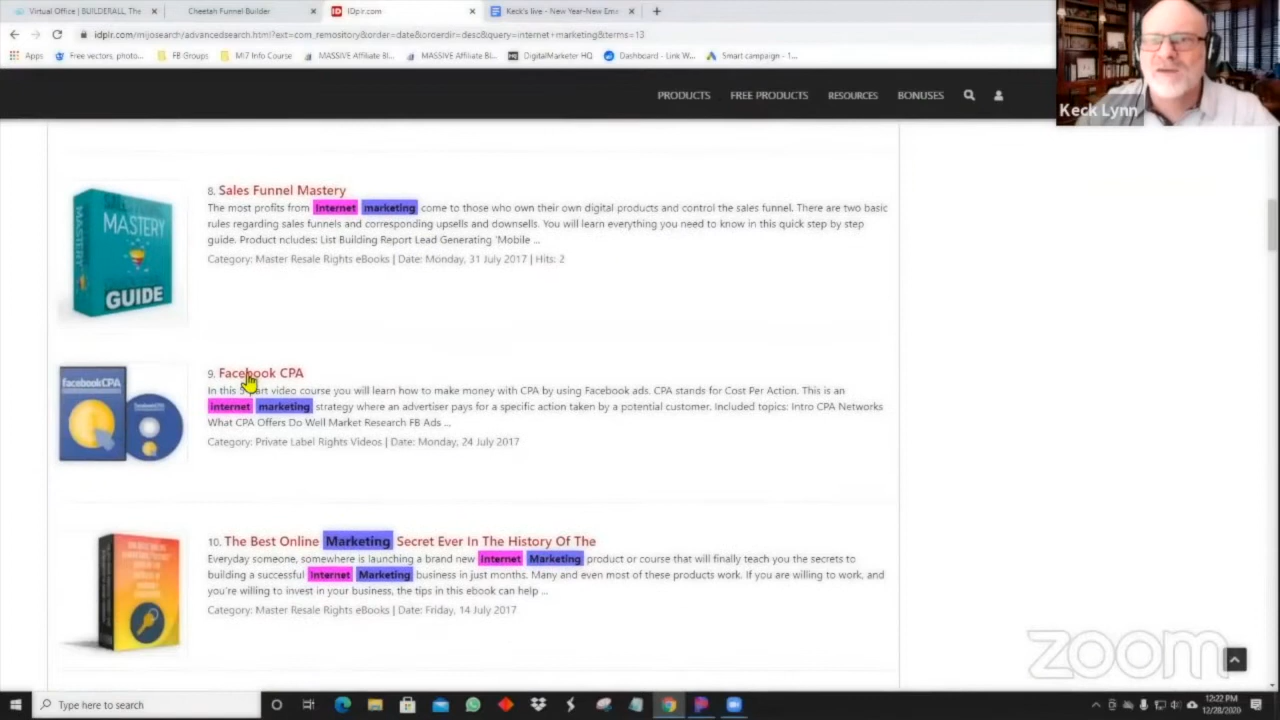 Virtual Office | BUILDERALL, The
Cheetah Funnel Builder
IDplr.com
Keck's live - New Year-New Em
idplr.com/mijosearch/advancedsearch.html?ext=com_remository&order=date&orderdir=desc&query=internet+marketing&terms=13
Apps
Free vectors, photo...
FB Groups
Mi7 Info Course
MASSIVE Affiliate Bl...
MASSIVE Affiliate Bl...
DigitalMarketer HQ
Dashboard - Link W...
Smart campaign - 1...
PRODUCTS FREE PRODUCTS RESOURCES BONUSES
Keck Lynn
MASTERY
MASTERY
GUIDE
8. Sales Funnel Mastery
The most profits from Internet marketing come to those who own their own digital products and control the sales funnel. There are two basic
rules regarding sales funnels and corresponding upsells and downsells. You will learn everything you need to know in this quick step by step
guide. Product ncludes: List Building Report Lead Generating 'Mobile ...
Category: Master Resale Rights eBooks | Date: Monday, 31 July 2017 | Hits: 2
facebookCPA
facebookCPA
9. Facebook CPA
In this 5 part video course you will learn how to make money with CPA by using Facebook ads. CPA stands for Cost Per Action. This is an
Internet marketing strategy where an advertiser pays for a specific action taken by a potential customer. Included topics: Intro CPA Networks
What CPA Offers Do Well Market Research FB Ads ...
Category: Private Label Rights Videos | Date: Monday, 24 July 2017
10. The Best Online Marketing Secret Ever In The History Of The
Everyday someone, somewhere is launching a brand new Internet Marketing product or course that will finally teach you the secrets to
building a successful Internet Marketing business in just months. Many and even most of these products work. If you are willing to work, and
you're willing to invest in your business, the tips in this ebook can help ...
Category: Master Resale Rights eBooks | Date: Friday, 14 July 2017
zoom
Type here to search
12:22 PM
12/28/2020